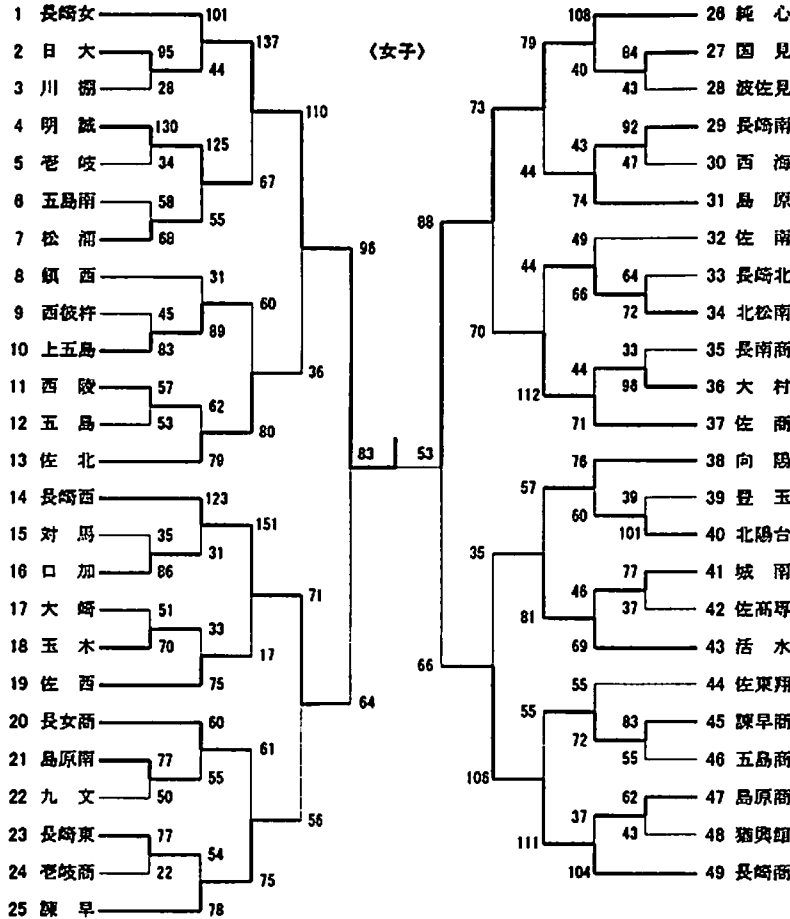 〈女子〉
1 長崎女 101
137
2 日大 95
44
3 川棚 28
110
4 明誠 130
125
5 壱岐 34
67
6 五島南 58
55
7 松浦 68
96
8 鎮西 31
60
9 西彼杵 45
89
10 上五島 83
36
11 西陵 57
62
12 五島 53
80
13 佐北 79
83
14 長崎西 123
151
15 対馬 35
31
16 口加 86
71
17 大崎 51
33
18 玉木 70
17
19 佐西 75
64
20 長女商 60
61
21 島原南 77
55
22 九文 50
56
23 長崎東 77
54
24 壱岐商 22
75
25 諫早 78
108 26 純心
79
84 27 国見
40
43 28 波佐見
73
92 29 長崎南
43
47 30 西海
44
74 31 島原
88
49 32 佐南
44
64 33 長崎北
66
72 34 北松南
70
33 35 長南商
44
98 36 大村
112
71 37 佐商
53
76 38 向陽
57
39 39 登玉
60
101 40 北陽台
35
77 41 城南
46
37 42 佐高専
81
69 43 活水
66
55 44 佐東翔
55
83 45 諫早商
72
55 46 五島商
106
62 47 島原商
37
43 48 猶興館
111
104 49 長崎商